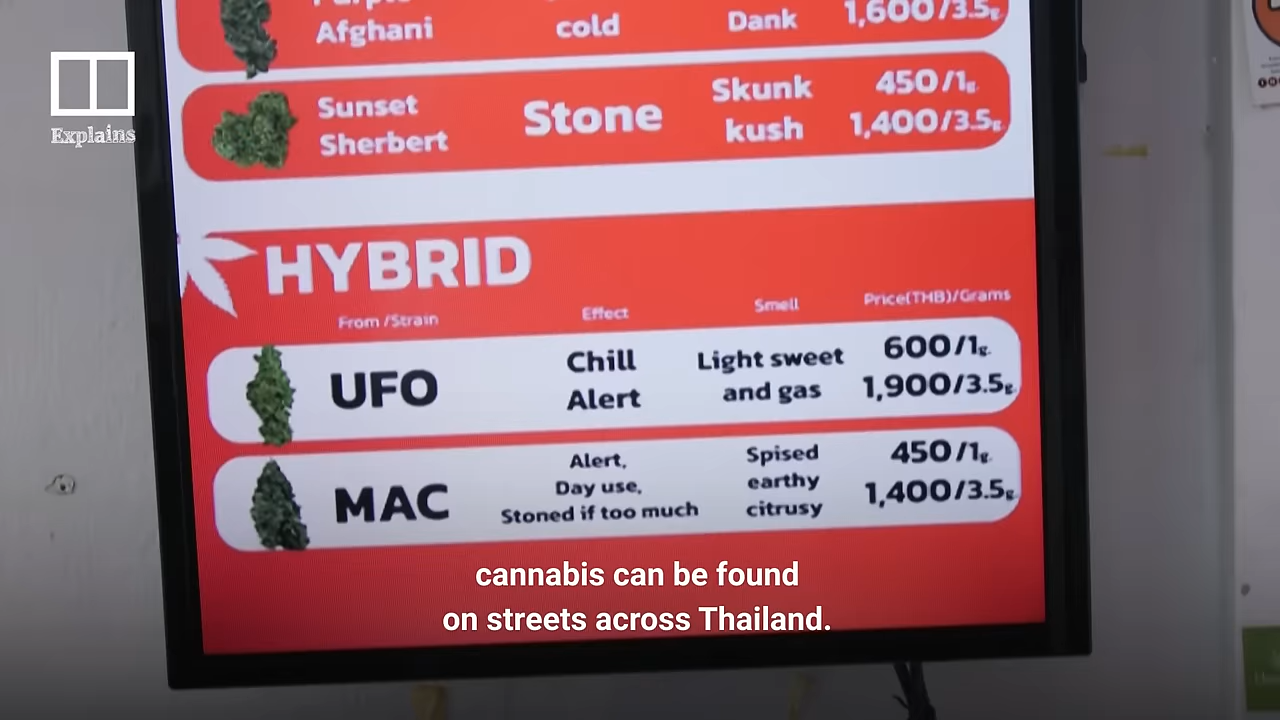 Afghani
cold
Dank
1,600/3.5g.
Explains
Sunset
Sherbert
Stone
Skunk
kush
450/1g.
1,400/3.5g.
HYBRID
From /Strain
Effect
Smell
Price(THB)/Grams
UFO
Chill
Alert
Light sweet
and gas
600/1g.
1,900/3.5g.
MAC
Alert,
Day use,
Stoned if too much
Spised
earthy
citrusy
450/1g.
1,400/3.5g.
cannabis can be found
on streets across Thailand.